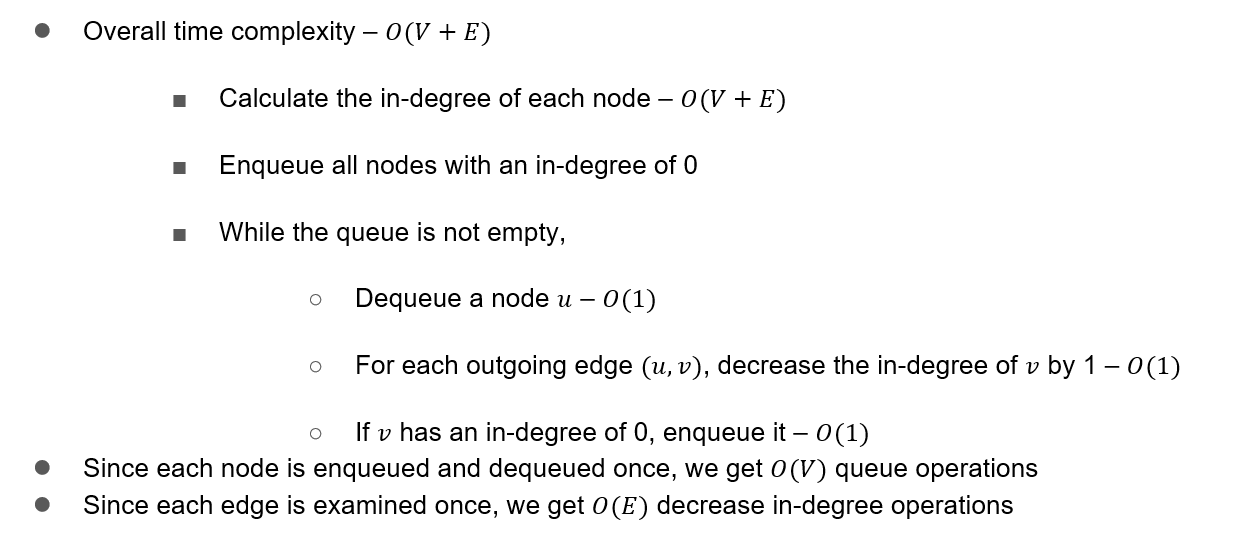 ● Overall time complexity – O(V + E)
■ Calculate the in-degree of each node – O(V + E)
■ Enqueue all nodes with an in-degree of 0
■ While the queue is not empty,
○ Dequeue a node u – O(1)
○ For each outgoing edge (u, v), decrease the in-degree of v by 1 – O(1)
○ If v has an in-degree of 0, enqueue it – O(1)
● Since each node is enqueued and dequeued once, we get O(V) queue operations
● Since each edge is examined once, we get O(E) decrease in-degree operations